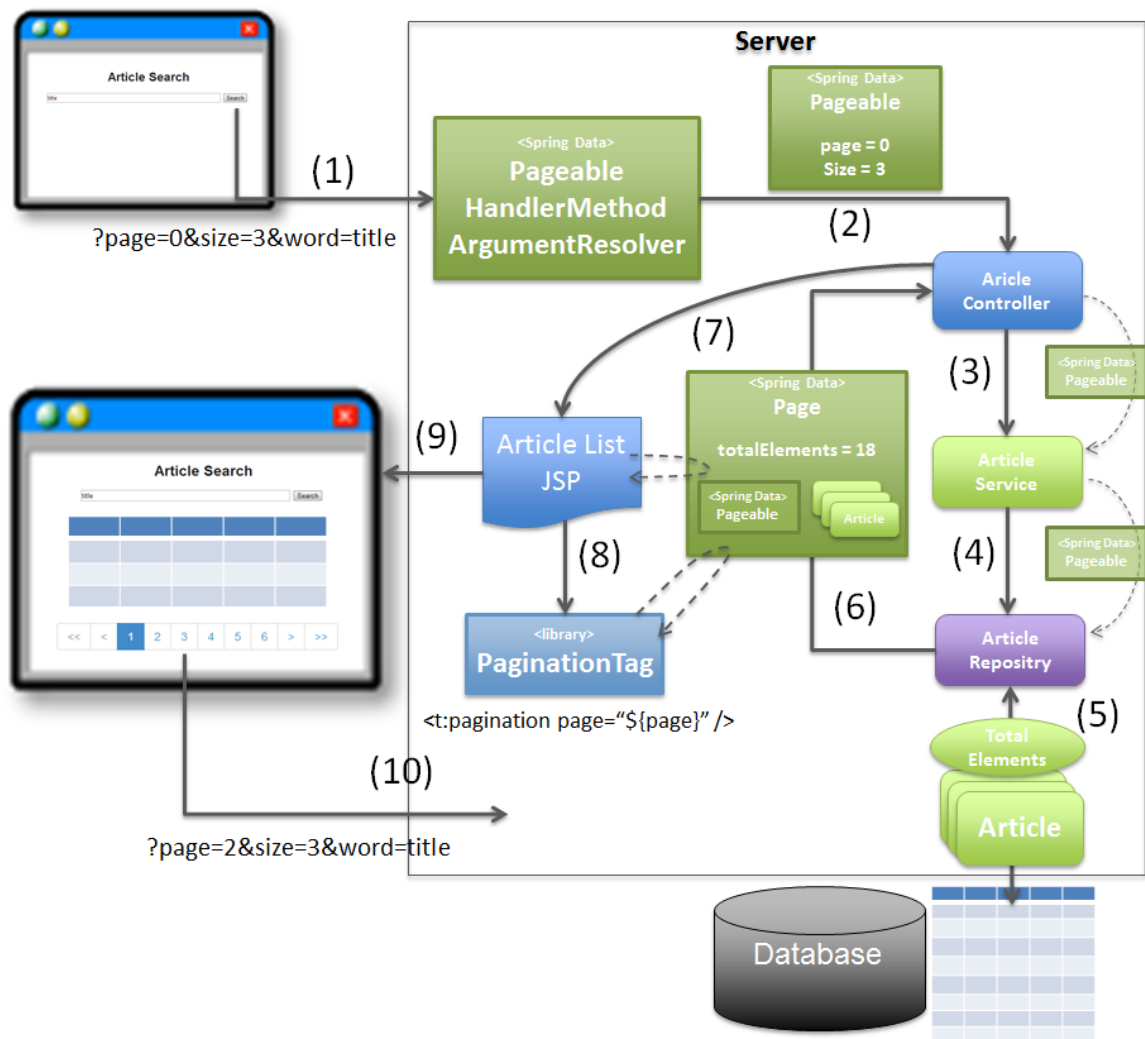 Server
Article Search
title
Search
(1)
?page=0&size=3&word=title
<Spring Data>
Pageable
HandlerMethod
ArgumentResolver
<Spring Data>
Pageable
page = 0
Size = 3
(2)
Aricle
Controller
(7)
(3)
<Spring Data>
Pageable
<Spring Data>
Page
totalElements = 18
<Spring Data>
Pageable
Article
Article List
JSP
(9)
Article
Service
Article Search
title
Search
<< < 1 2 3 4 5 6 > >>
(8)
(4)
<Spring Data>
Pageable
(6)
<library>
PaginationTag
<t:pagination page=“${page}” />
Article
Repositry
(5)
Total
Elements
Article
(10)
?page=2&size=3&word=title
Database